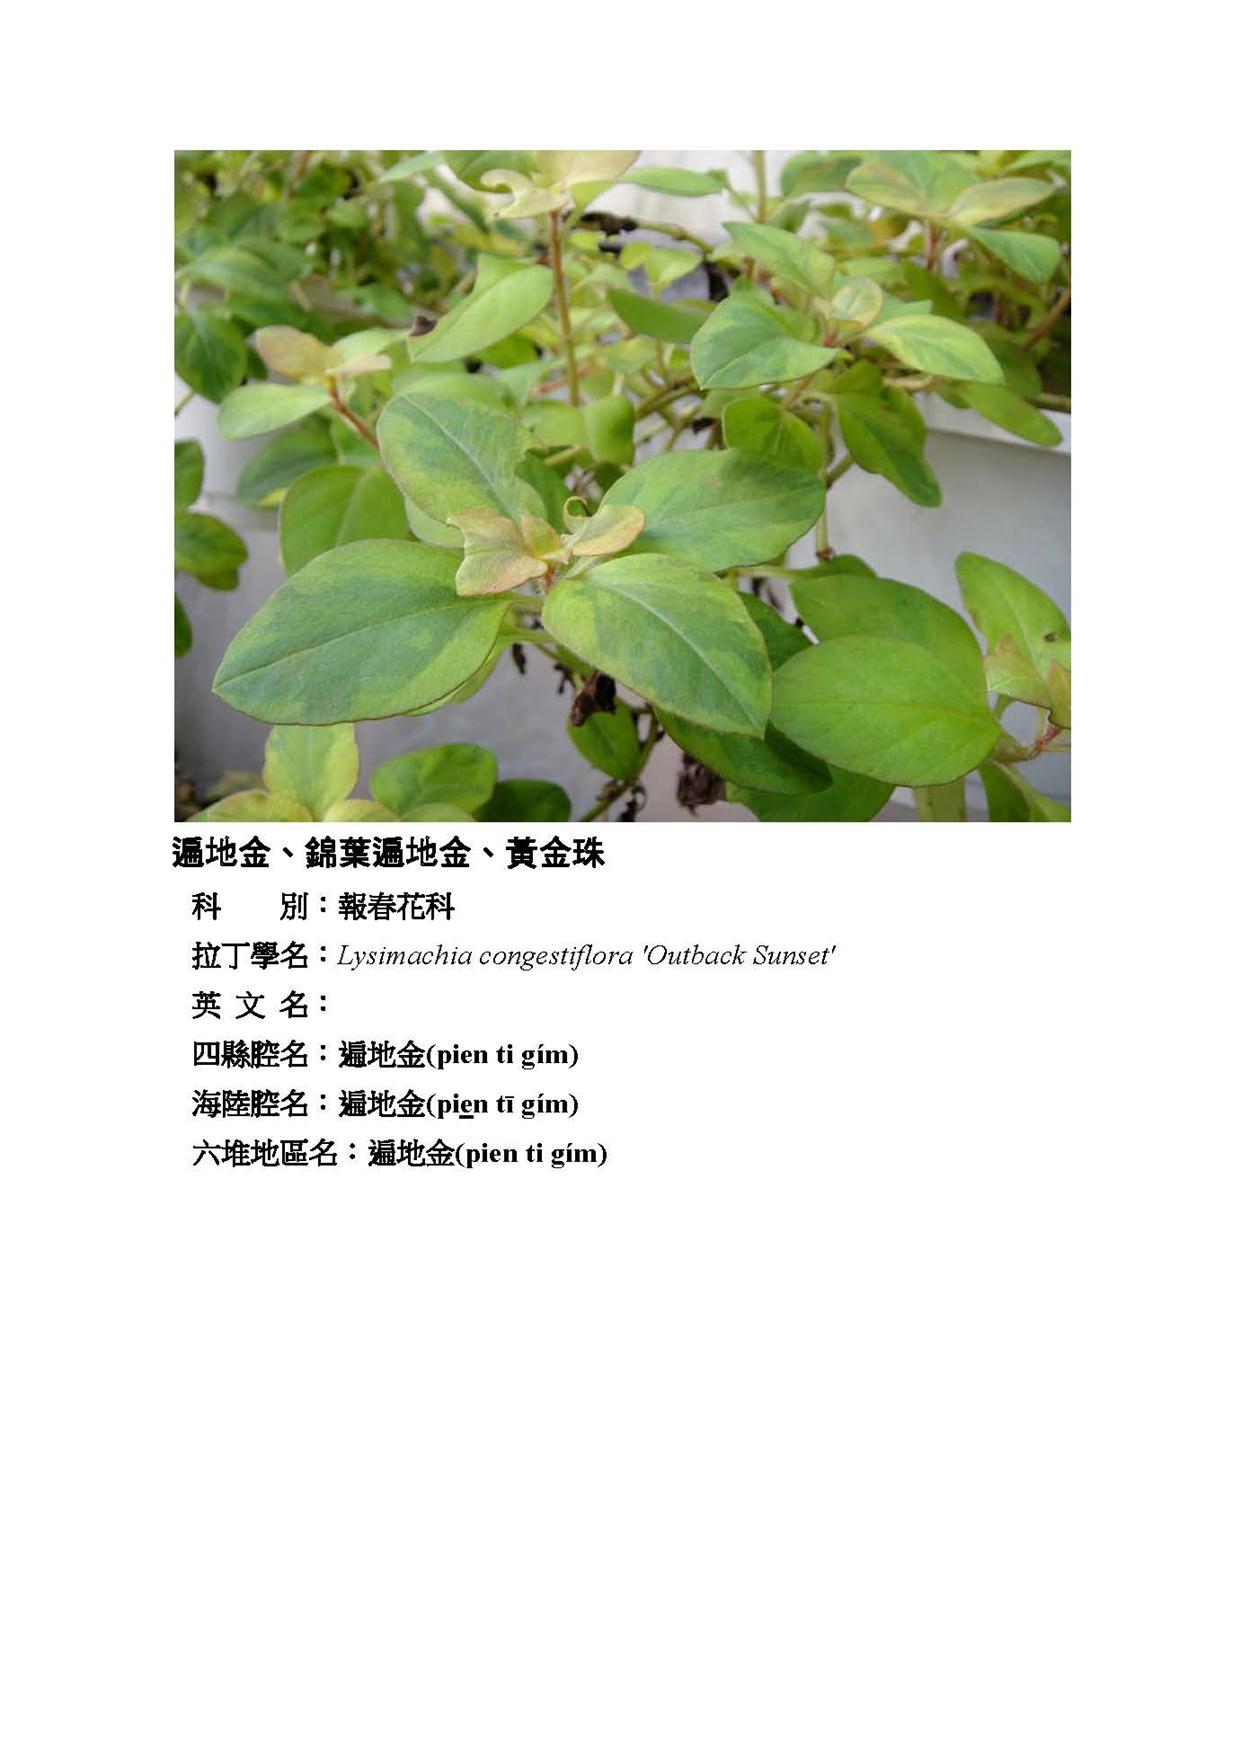 遍地金、錦葉遍地金、黃金珠
科　　別：報春花科
拉丁學名：Lysimachia congestiflora 'Outback Sunset'
英 文 名：
四縣腔名：遍地金(pien ti gím)
海陸腔名：遍地金(pien tī gím)
六堆地區名：遍地金(pien ti gím)